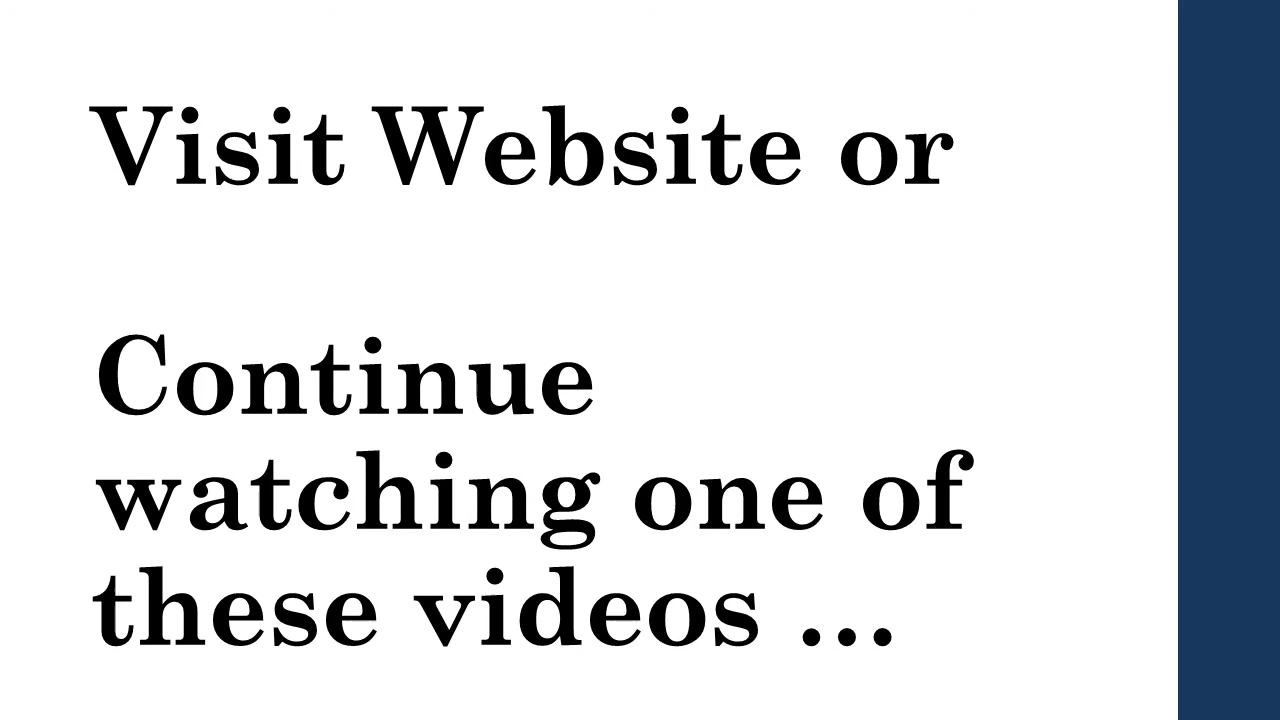 Visit Website or
Continue
watching one of
these videos ...